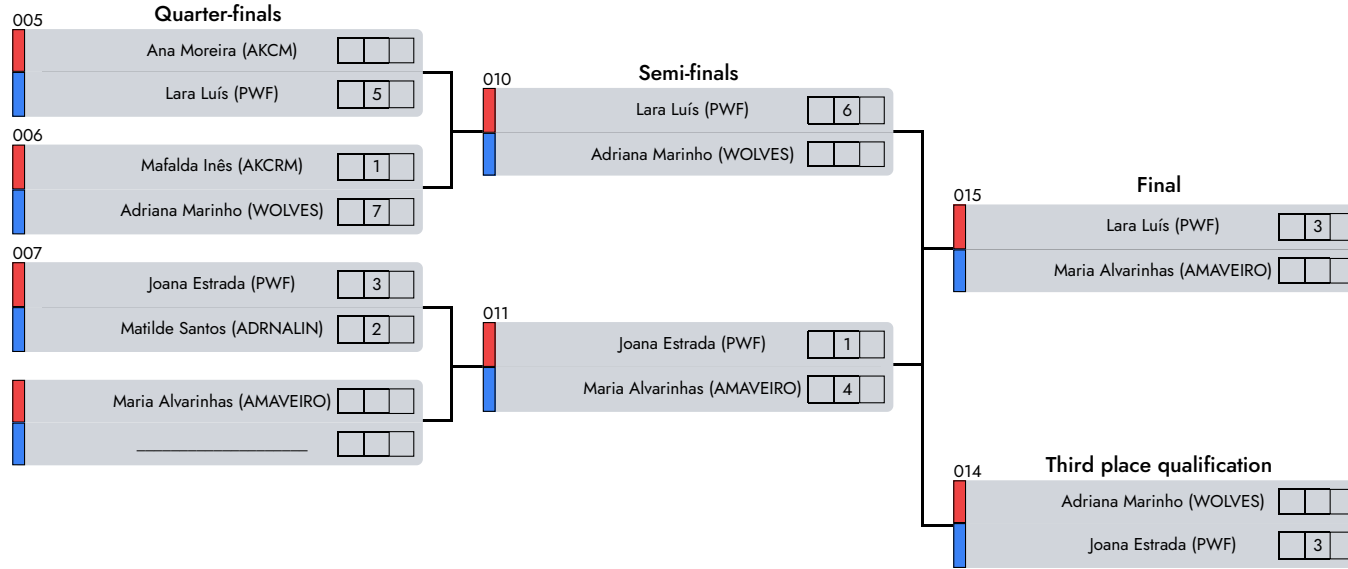 Quarter-finals
005
Ana Moreira (AKCM)
Lara Luís (PWF) 5
006
Mafalda Inês (AKCRM) 1
Adriana Marinho (WOLVES) 7
007
Joana Estrada (PWF) 3
Matilde Santos (ADRNALIN) 2
Maria Alvarinhas (AMAVEIRO)
____________________
Semi-finals
010
Lara Luís (PWF) 6
Adriana Marinho (WOLVES)
011
Joana Estrada (PWF) 1
Maria Alvarinhas (AMAVEIRO) 4
Final
015
Lara Luís (PWF) 3
Maria Alvarinhas (AMAVEIRO)
Third place qualification
014
Adriana Marinho (WOLVES)
Joana Estrada (PWF) 3